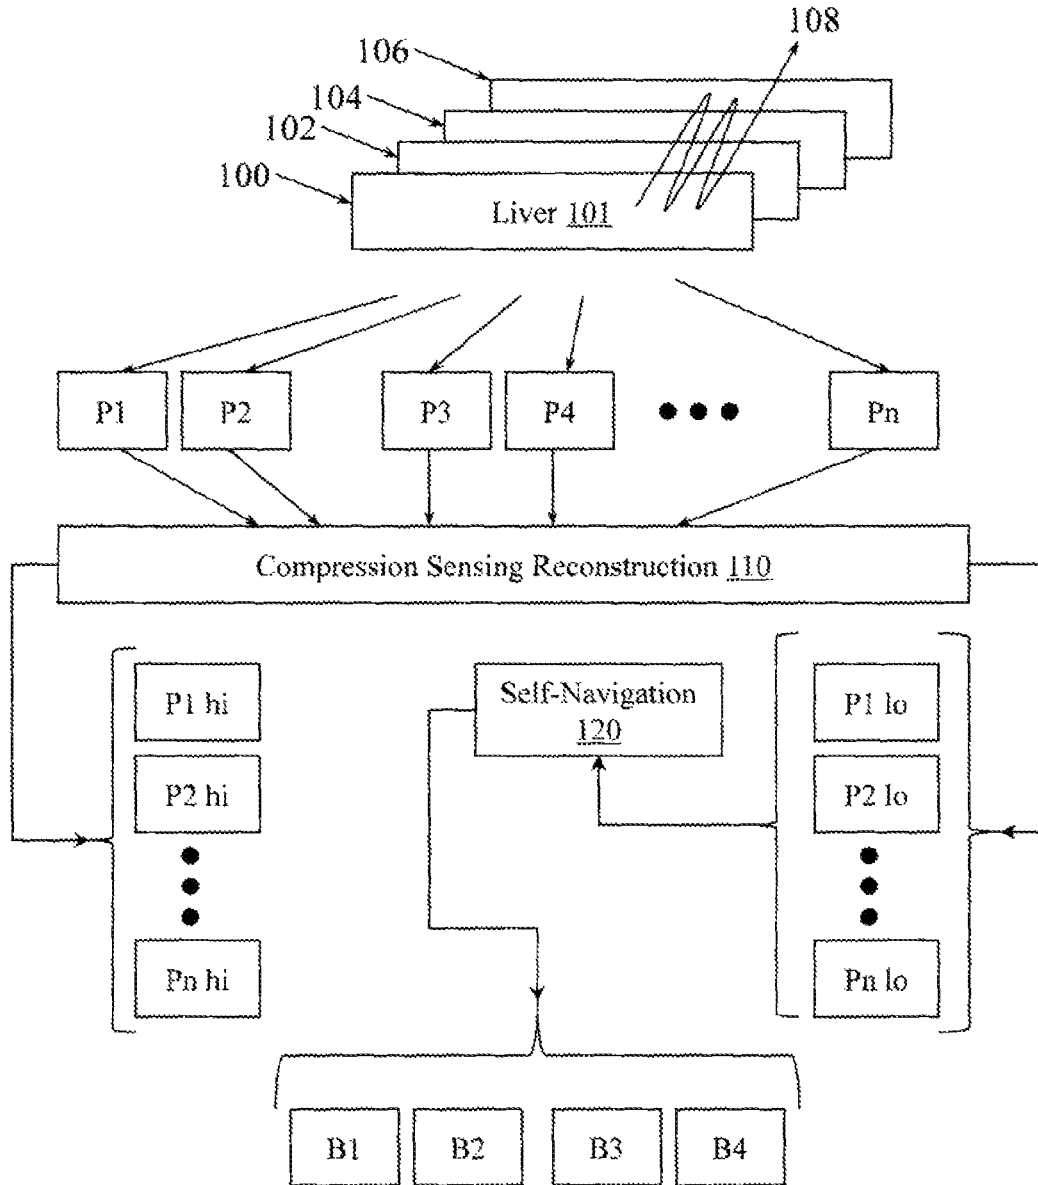 108
106
104
102
100
Liver 101
P1
P2
P3
P4
Pn
Compression Sensing Reconstruction 110
P1 hi
Self-Navigation
120
P1 lo
P2 hi
P2 lo
Pn hi
Pn lo
B1
B2
B3
B4